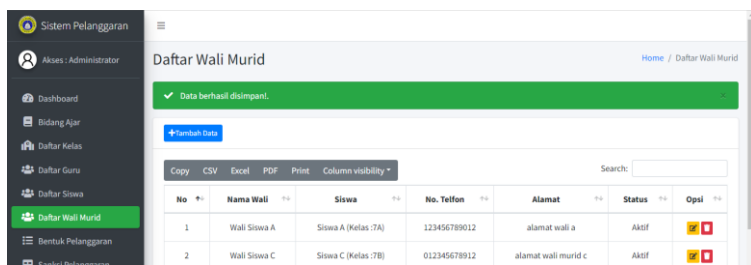 Sistem Pelanggaran
Akses : Administrator
Dashboard
Bidang Ajar
Daftar Kelas
Daftar Guru
Daftar Siswa
Daftar Wali Murid
Bentuk Pelanggaran
Sanksi Pelanggaran
Daftar Wali Murid
Home / Daftar Wali Murid
Data berhasil disimpan!.
+Tambah Data
Copy CSV Excel PDF Print Column visibility
Search:
No Nama Wali Siswa No. Telfon Alamat Status Opsi
1 Wali Siswa A Siswa A (Kelas :7A) 123456789012 alamat wali a Aktif
2 Wali Siswa C Siswa C (Kelas :7B) 012345678912 alamat wali murid c Aktif